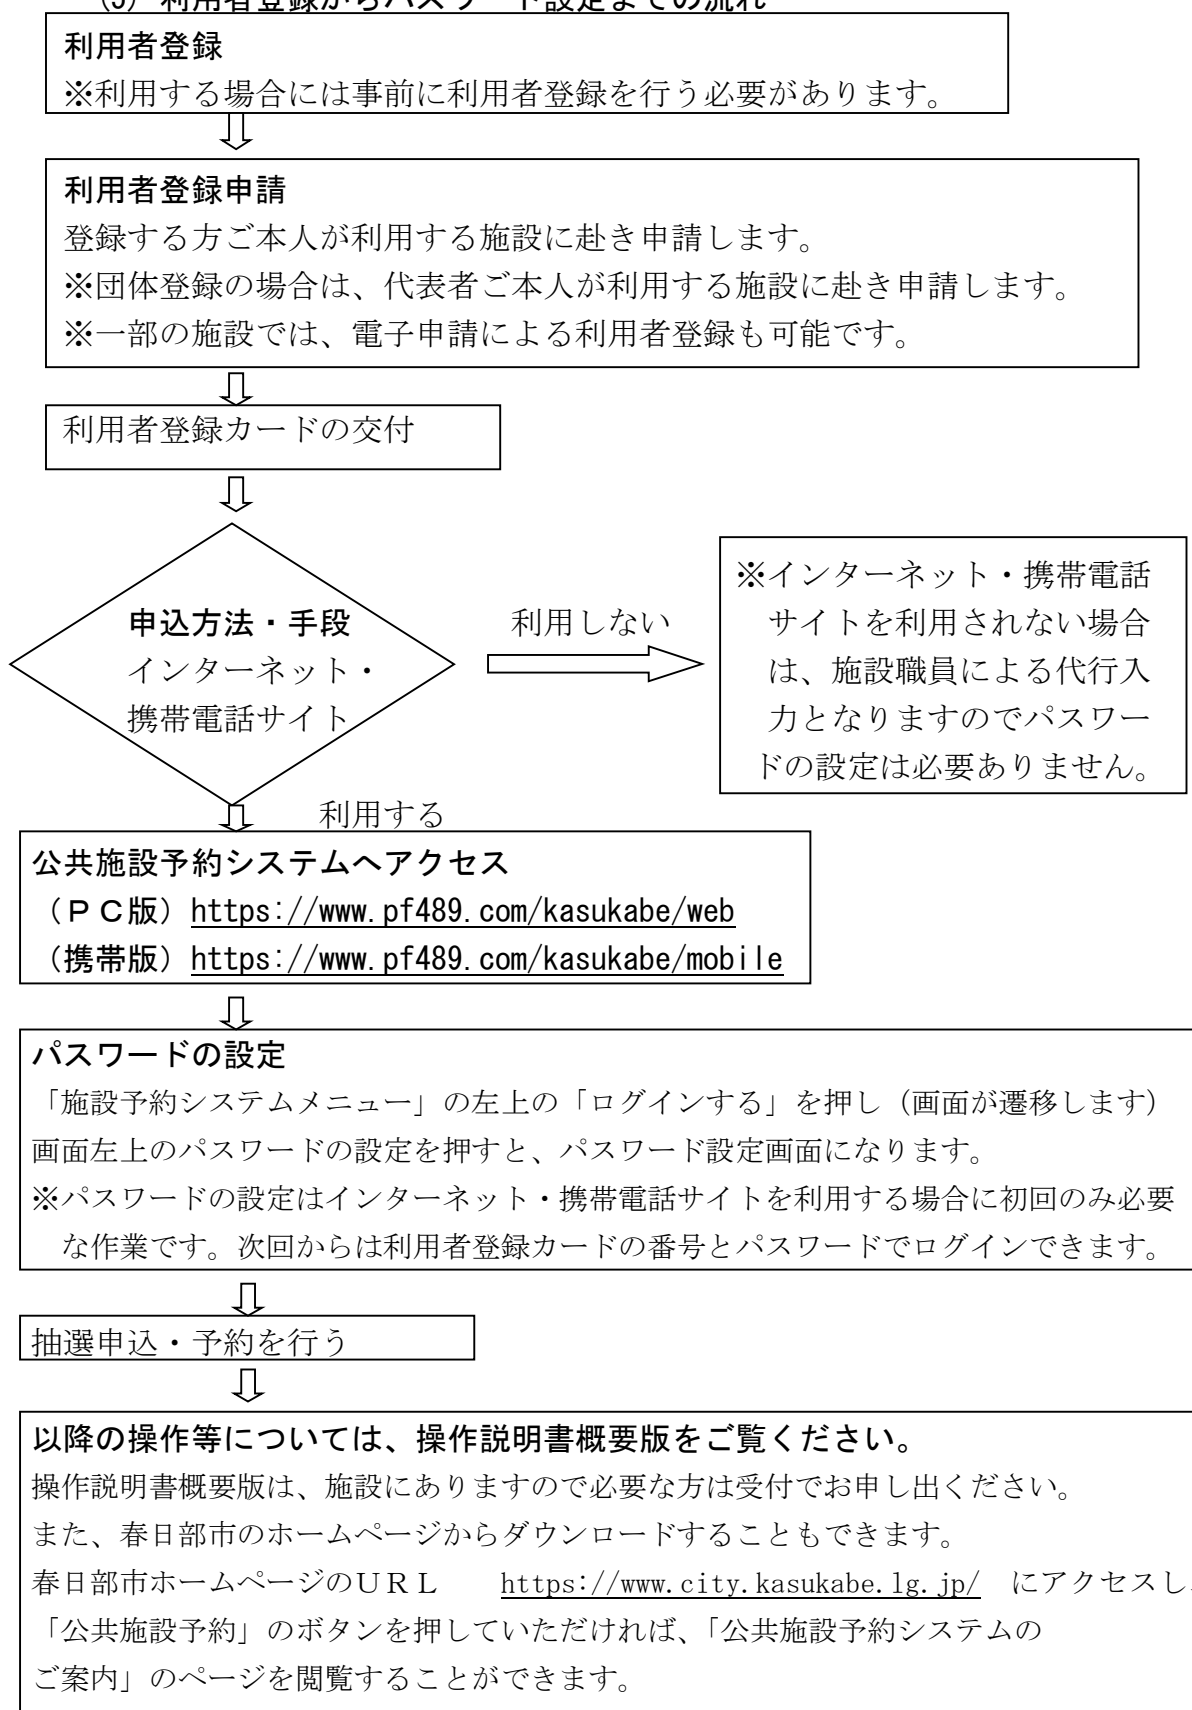 (5) 利用者登録からパスワード設定までの流れ
利用者登録
※利用する場合には事前に利用者登録を行う必要があります。
利用者登録申請
登録する方ご本人が利用する施設に赴き申請します。
※団体登録の場合は、代表者ご本人が利用する施設に赴き申請します。
※一部の施設では、電子申請による利用者登録も可能です。
利用者登録カードの交付
申込方法・手段
インターネット・
携帯電話サイト
利用しない
※インターネット・携帯電話
サイトを利用されない場合
は、施設職員による代行入
力となりますのでパスワー
ドの設定は必要ありません。
利用する
公共施設予約システムへアクセス
（ＰＣ版）https://www.pf489.com/kasukabe/web
（携帯版）https://www.pf489.com/kasukabe/mobile
パスワードの設定
「施設予約システムメニュー」の左上の「ログインする」を押し（画面が遷移します）
画面左上のパスワードの設定を押すと、パスワード設定画面になります。
※パスワードの設定はインターネット・携帯電話サイトを利用する場合に初回のみ必要
な作業です。次回からは利用者登録カードの番号とパスワードでログインできます。
抽選申込・予約を行う
以降の操作等については、操作説明書概要版をご覧ください。
操作説明書概要版は、施設にありますので必要な方は受付でお申し出ください。
また、春日部市のホームページからダウンロードすることもできます。
春日部市ホームページのＵＲＬ　https://www.city.kasukabe.lg.jp/　にアクセスし、
「公共施設予約」のボタンを押していただければ、「公共施設予約システムの
ご案内」のページを閲覧することができます。